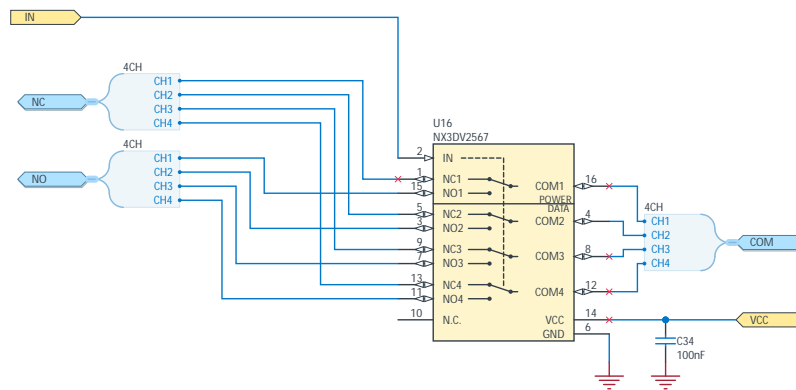 IN
4CH
CH1
CH2
CH3
CH4
NC
4CH
CH1
CH2
CH3
CH4
NO
U16
NX3DV2567
2 IN
1 NC1 COM1 16
15 NO1 POWER
DATA
5 NC2 COM2 4
3 NO2
9 NC3 COM3 8
7 NO3
13 NC4 COM4 12
11 NO4
10 N.C. VCC 14
GND 6
4CH
CH1
CH2
CH3
CH4
COM
VCC
C34
100nF